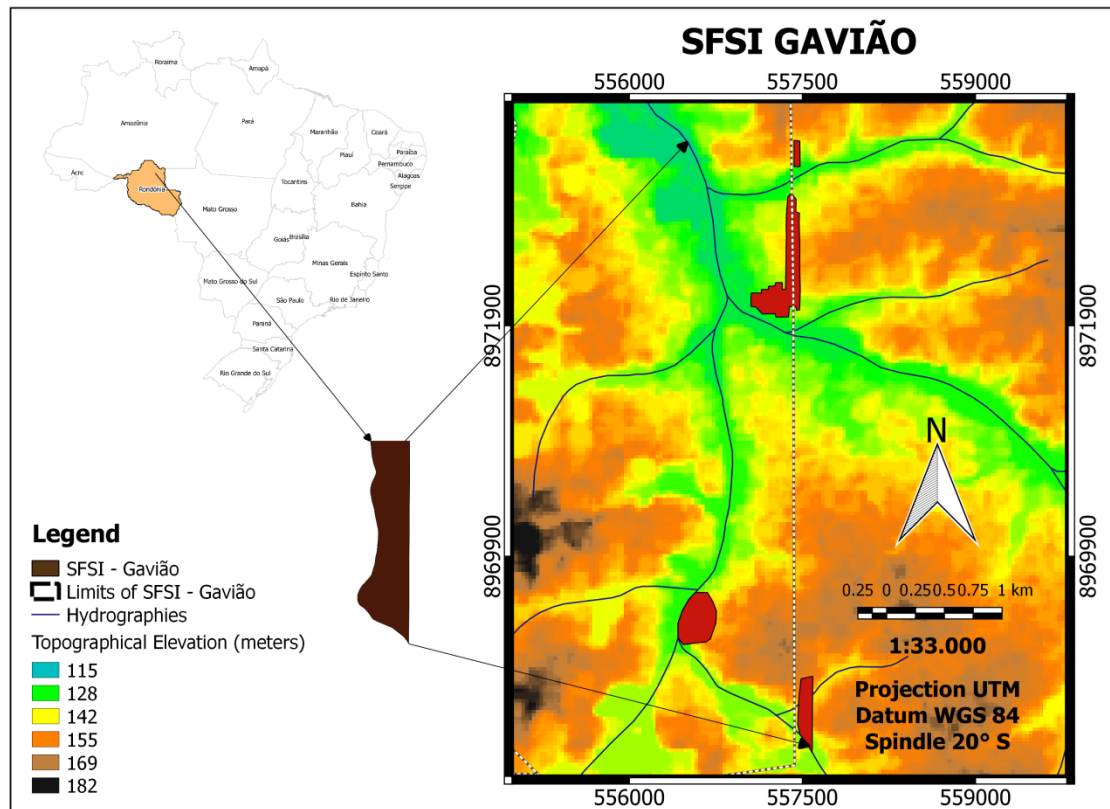 SFSI GAVIÃO
556000
557500
559000
8971900
8969900
8971900
8969900
556000
557500
559000
Roraima
Amapá
Amazônia
Pará
Maranhão
Ceará
Paraíba
Pernambuco
Alagoas
Sergipe
Piauí
Acre
Rondônia
Tocantins
Mato Grosso
Bahia
Goiás
Brasília
Minas Gerais
Espinto Santo
Mato Grosso do Sul
São Paulo
Rio de Janeiro
Paraná
Santa Catarina
Rio Grande do Sul
N
0.25 0 0.25 0.50 0.75 1 km
1:33.000
Projection UTM
Datum WGS 84
Spindle 20° S
Legend
SFSI - Gavião
Limits of SFSI - Gavião
Hydrographies
Topographical Elevation (meters)
115
128
142
155
169
182